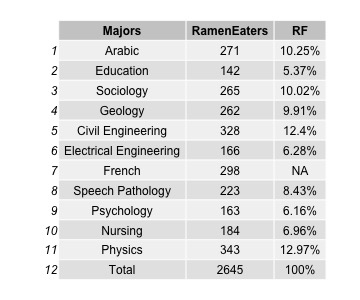 Majors RamenEaters RF
1 Arabic 271 10.25%
2 Education 142 5.37%
3 Sociology 265 10.02%
4 Geology 262 9.91%
5 Civil Engineering 328 12.4%
6 Electrical Engineering 166 6.28%
7 French 298 NA
8 Speech Pathology 223 8.43%
9 Psychology 163 6.16%
10 Nursing 184 6.96%
11 Physics 343 12.97%
12 Total 2645 100%